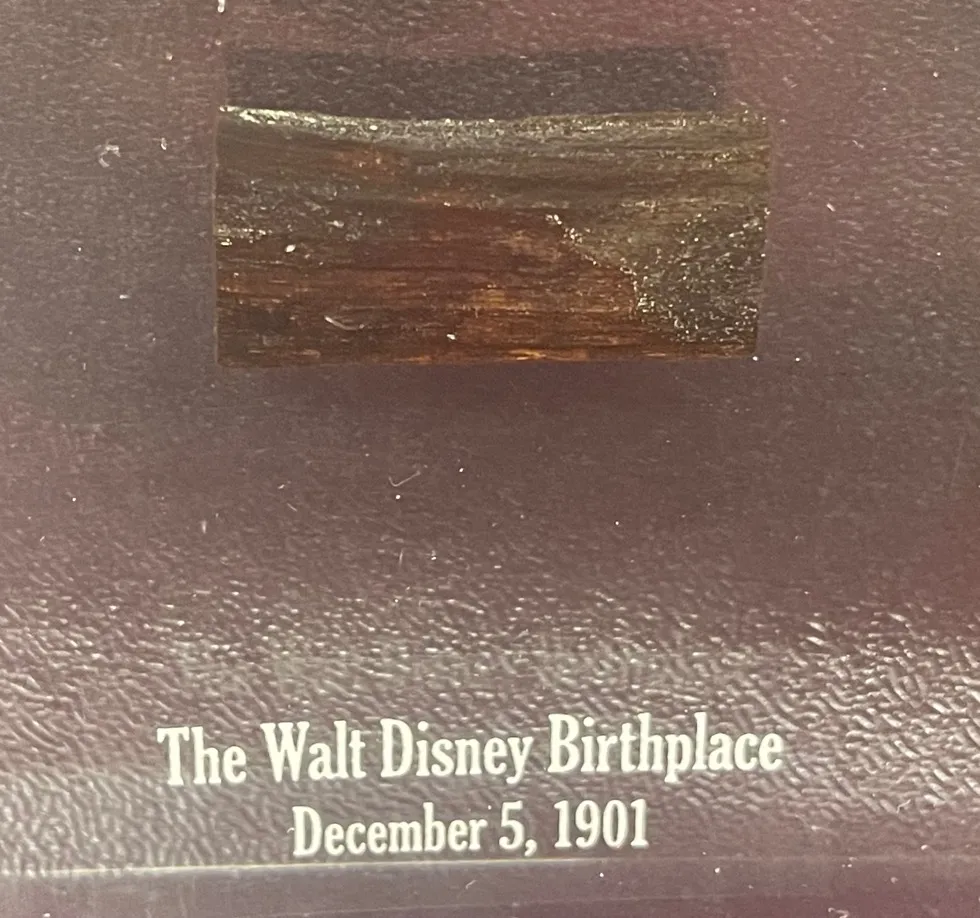 The Walt Disney Birthplace
December 5, 1901